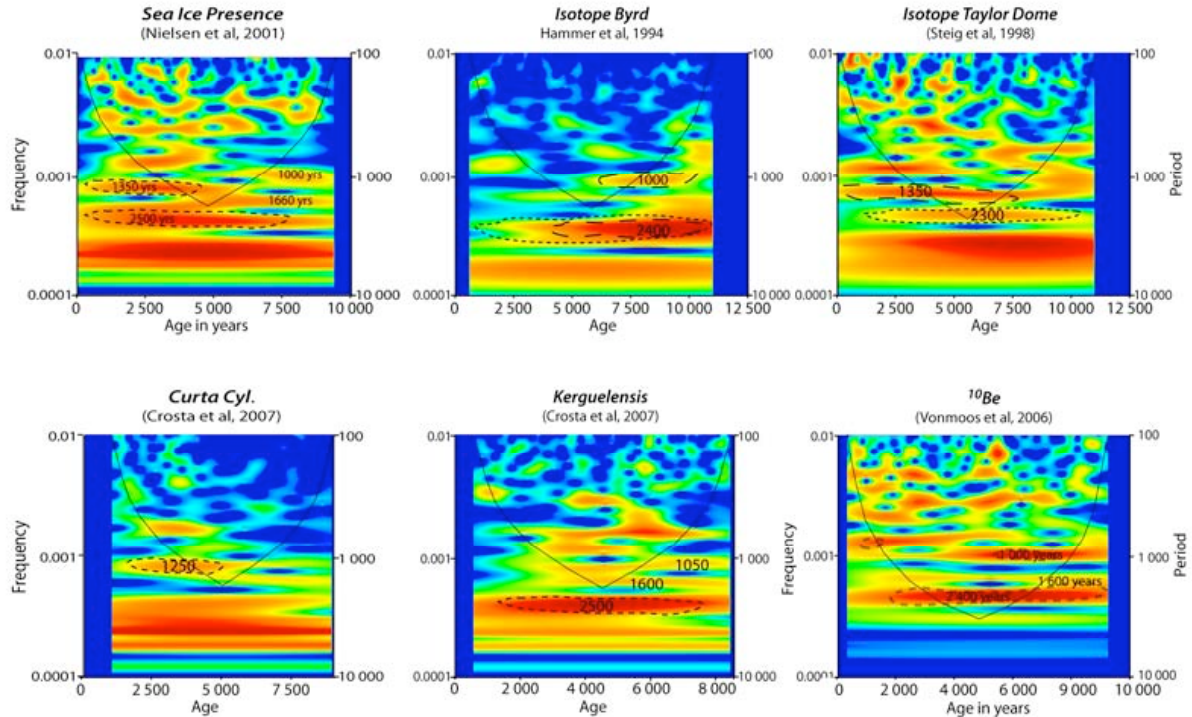 Sea Ice Presence
(Nielsen et al, 2001)
0.01
100
1350 yrs
1000 yrs
1660 yrs
2500 yrs
Frequency
0.001
1 000
0.0001
10 000
0
2 500
5 000
7 500
10 000
Age in years
Isotope Byrd
Hammer et al, 1994
0.01
100
1000
2400
0.001
1 000
0.0001
10 000
0
2 500
5 000
7 500
10 000
12 500
Age
Isotope Taylor Dome
(Steig et al, 1998)
0.01
100
1350
2300
0.001
1 000
Period
0.0001
10 000
0
2 500
5 000
7 500
10 000
12 500
Age
Curta Cyl.
(Crosta et al, 2007)
0.01
100
1250
Frequency
0.001
1 000
0.0001
10 000
0
2 500
5 000
7 500
Age
Kerguelensis
(Crosta et al, 2007)
0.01
100
1050
1600
2500
0.001
1 000
0.0001
10 000
0
2 000
4 000
6 000
8 000
Age
10Be
(Vonmoos et al, 2006)
0.01
100
1 000 years
1 600 years
2 400 years
Frequency
0.001
1 000
Period
0.0001
10 000
0
2 000
4 000
6 000
8 000
10 000
Age in years